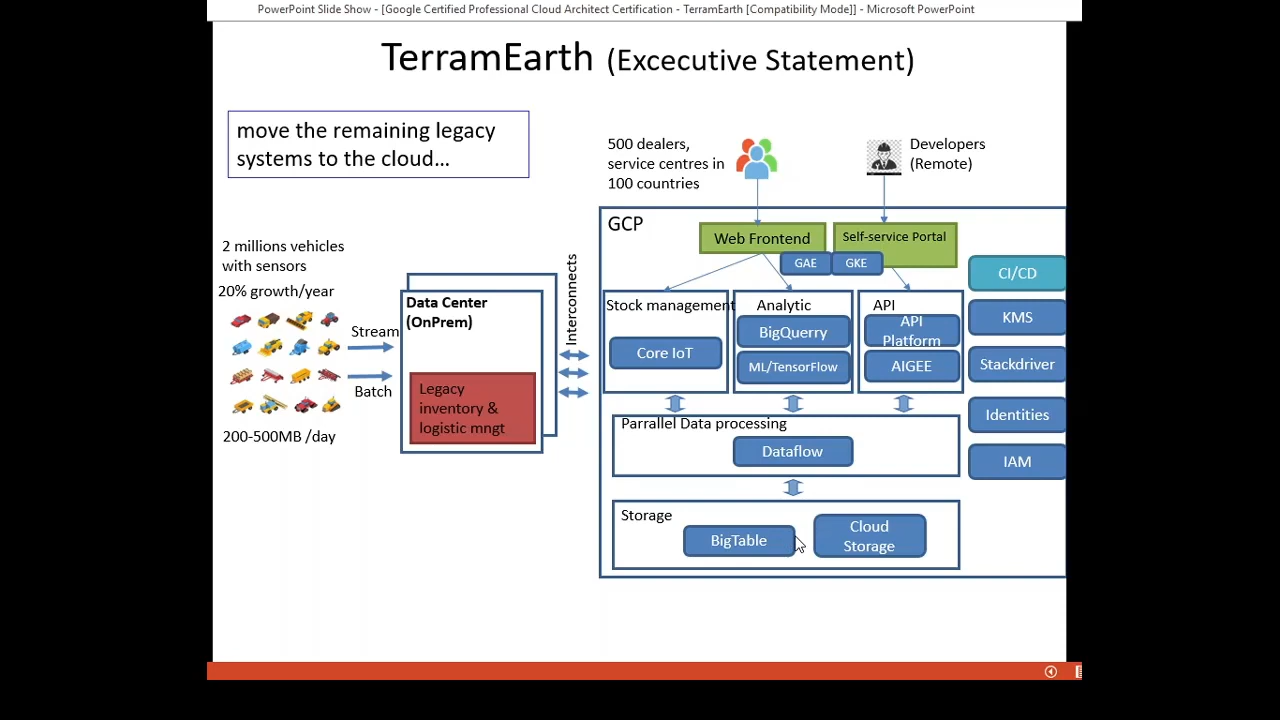 PowerPoint Slide Show - [Google Certified Professional Cloud Architect Certification - TerramEarth [Compatibility Mode]] - Microsoft PowerPoint
TerramEarth (Excecutive Statement)
move the remaining legacy
systems to the cloud...
500 dealers,
service centres in
100 countries
Developers
(Remote)
GCP
Web Frontend
Self-service Portal
GAE
GKE
2 millions vehicles
with sensors
20% growth/year
Stream
Batch
200-500MB /day
Data Center
(OnPrem)
Legacy
inventory &
logistic mngt
Interconnects
Stock management
Core IoT
Analytic
BigQuerry
ML/TensorFlow
API
API
Platform
AIGEE
CI/CD
KMS
Stackdriver
Identities
IAM
Parrallel Data processing
Dataflow
Storage
BigTable
Cloud
Storage